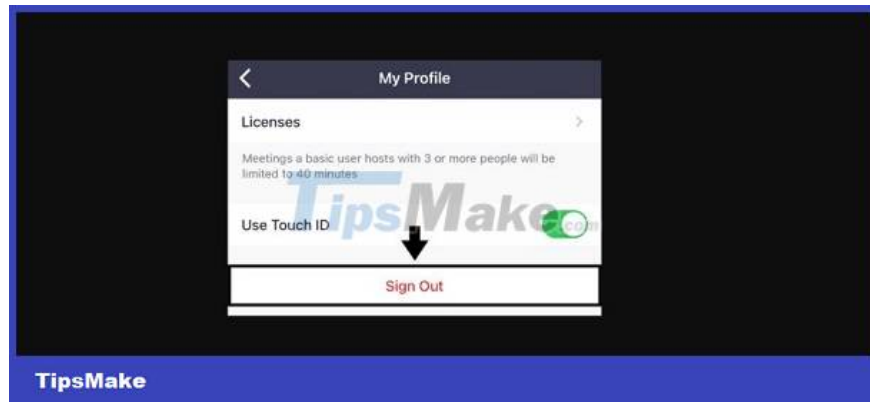 My Profile
Licenses
Meetings a basic user hosts with 3 or more people will be
limited to 40 minutes
TipsMake.com
Use Touch ID
Sign Out
TipsMake